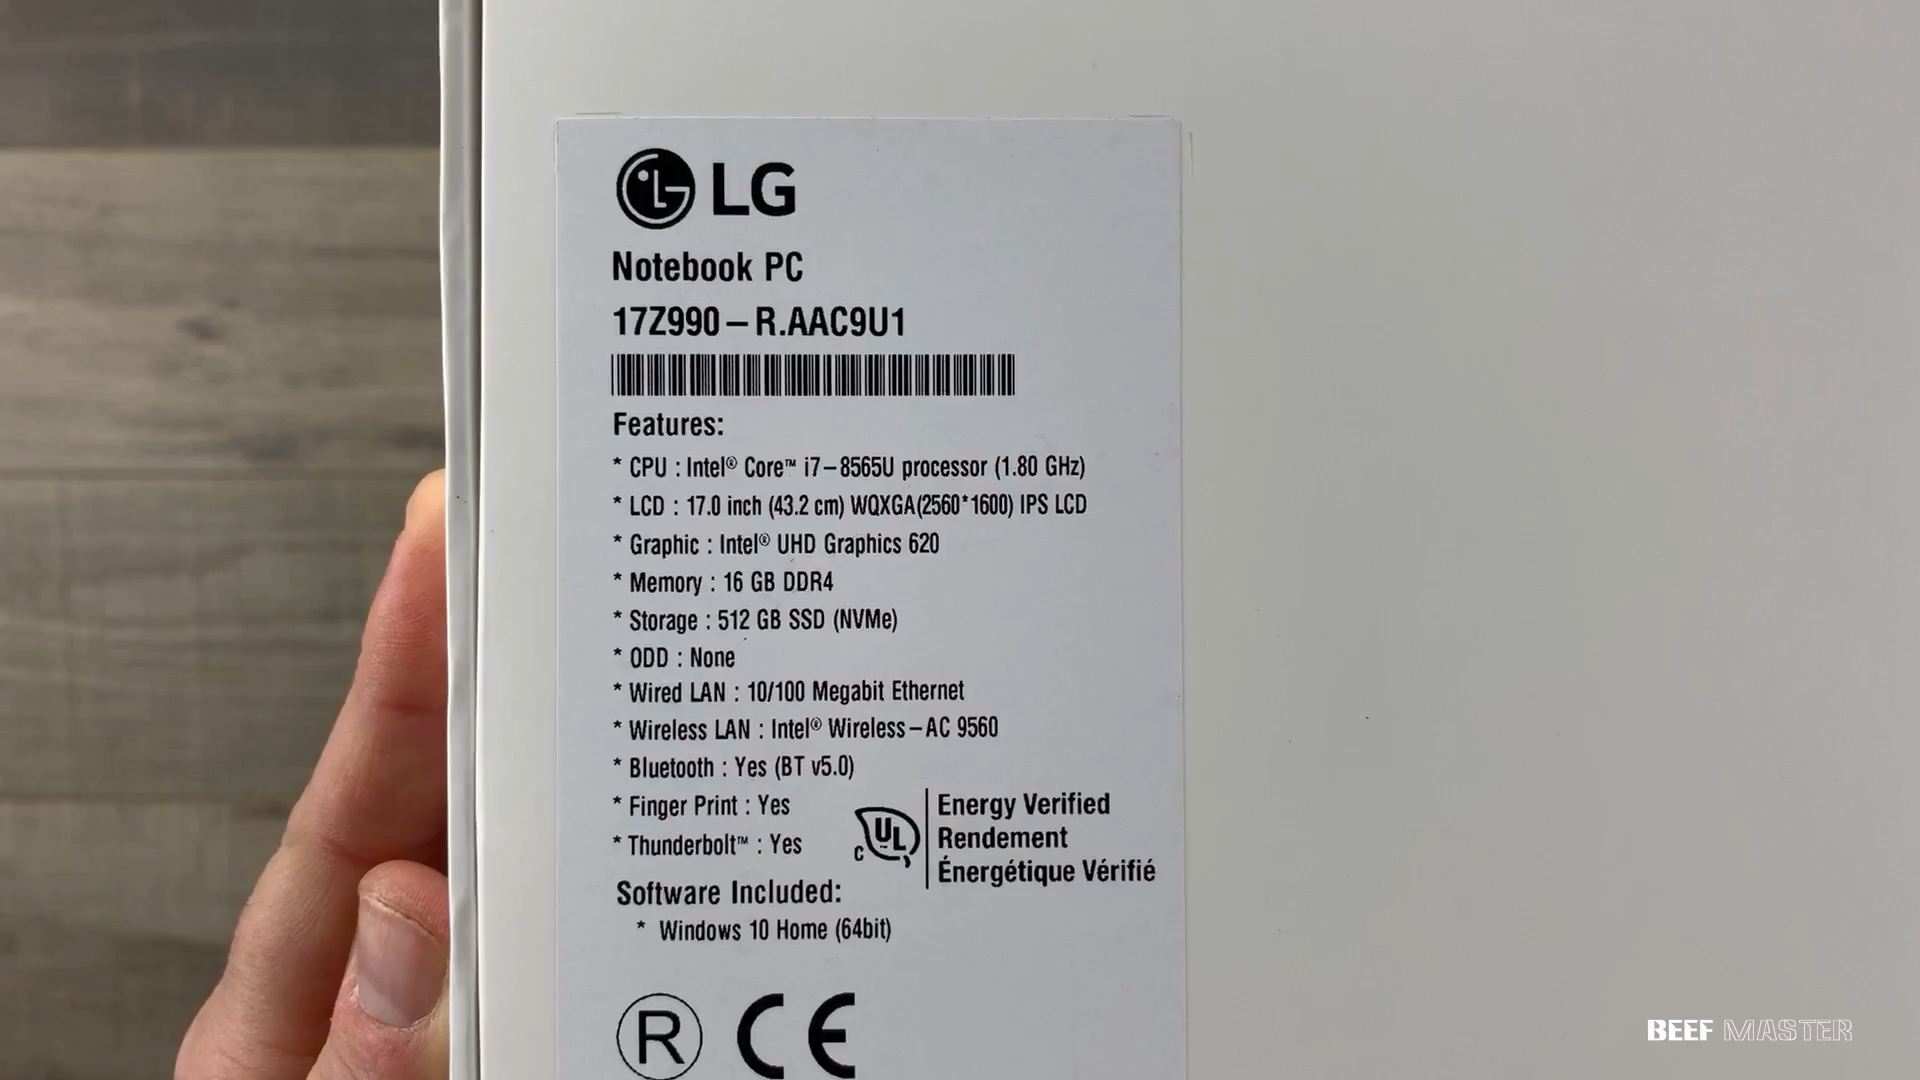 LG
Notebook PC
17Z990–R.AAC9U1
Features:
* CPU : Intel® Core™ i7–8565U processor (1.80 GHz)
* LCD : 17.0 inch (43.2 cm) WQXGA(2560*1600) IPS LCD
* Graphic : Intel® UHD Graphics 620
* Memory : 16 GB DDR4
* Storage : 512 GB SSD (NVMe)
* ODD : None
* Wired LAN : 10/100 Megabit Ethernet
* Wireless LAN : Intel® Wireless–AC 9560
* Bluetooth : Yes (BT v5.0)
* Finger Print : Yes
* Thunderbolt™ : Yes
c UL
Energy Verified
Rendement
Énergétique Vérifié
Software Included:
* Windows 10 Home (64bit)
R CE
BEEF MASTER